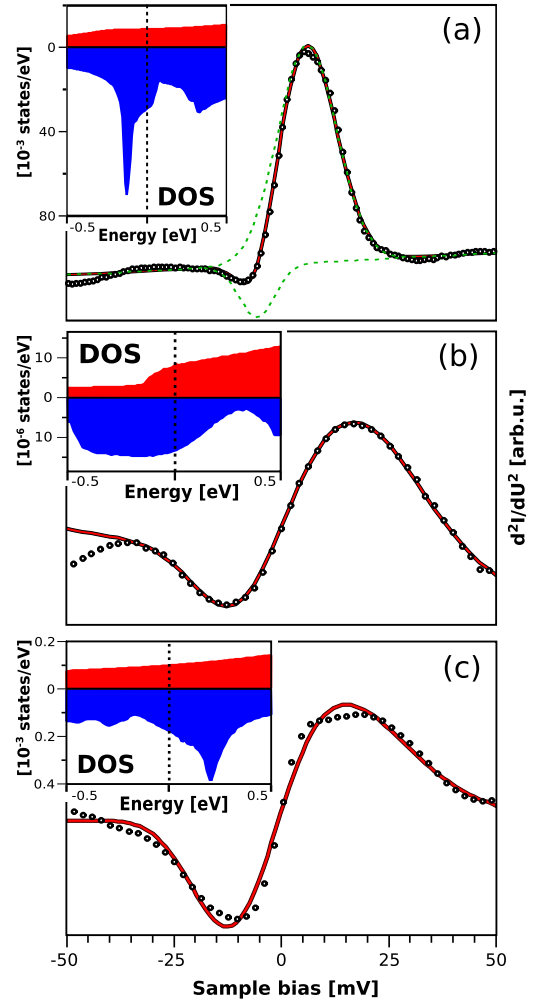 (a)
[10⁻³ states/eV]
0
40
80
DOS
-0.5
0.5
Energy [eV]
(b)
[10⁻⁶ states/eV]
10
0
10
DOS
-0.5
0.5
Energy [eV]
d²I/dU² [arb.u.]
(c)
[10⁻³ states/eV]
0.2
0
0.2
0.4
DOS
-0.5
0.5
Energy [eV]
-50
-25
0
25
50
Sample bias [mV]